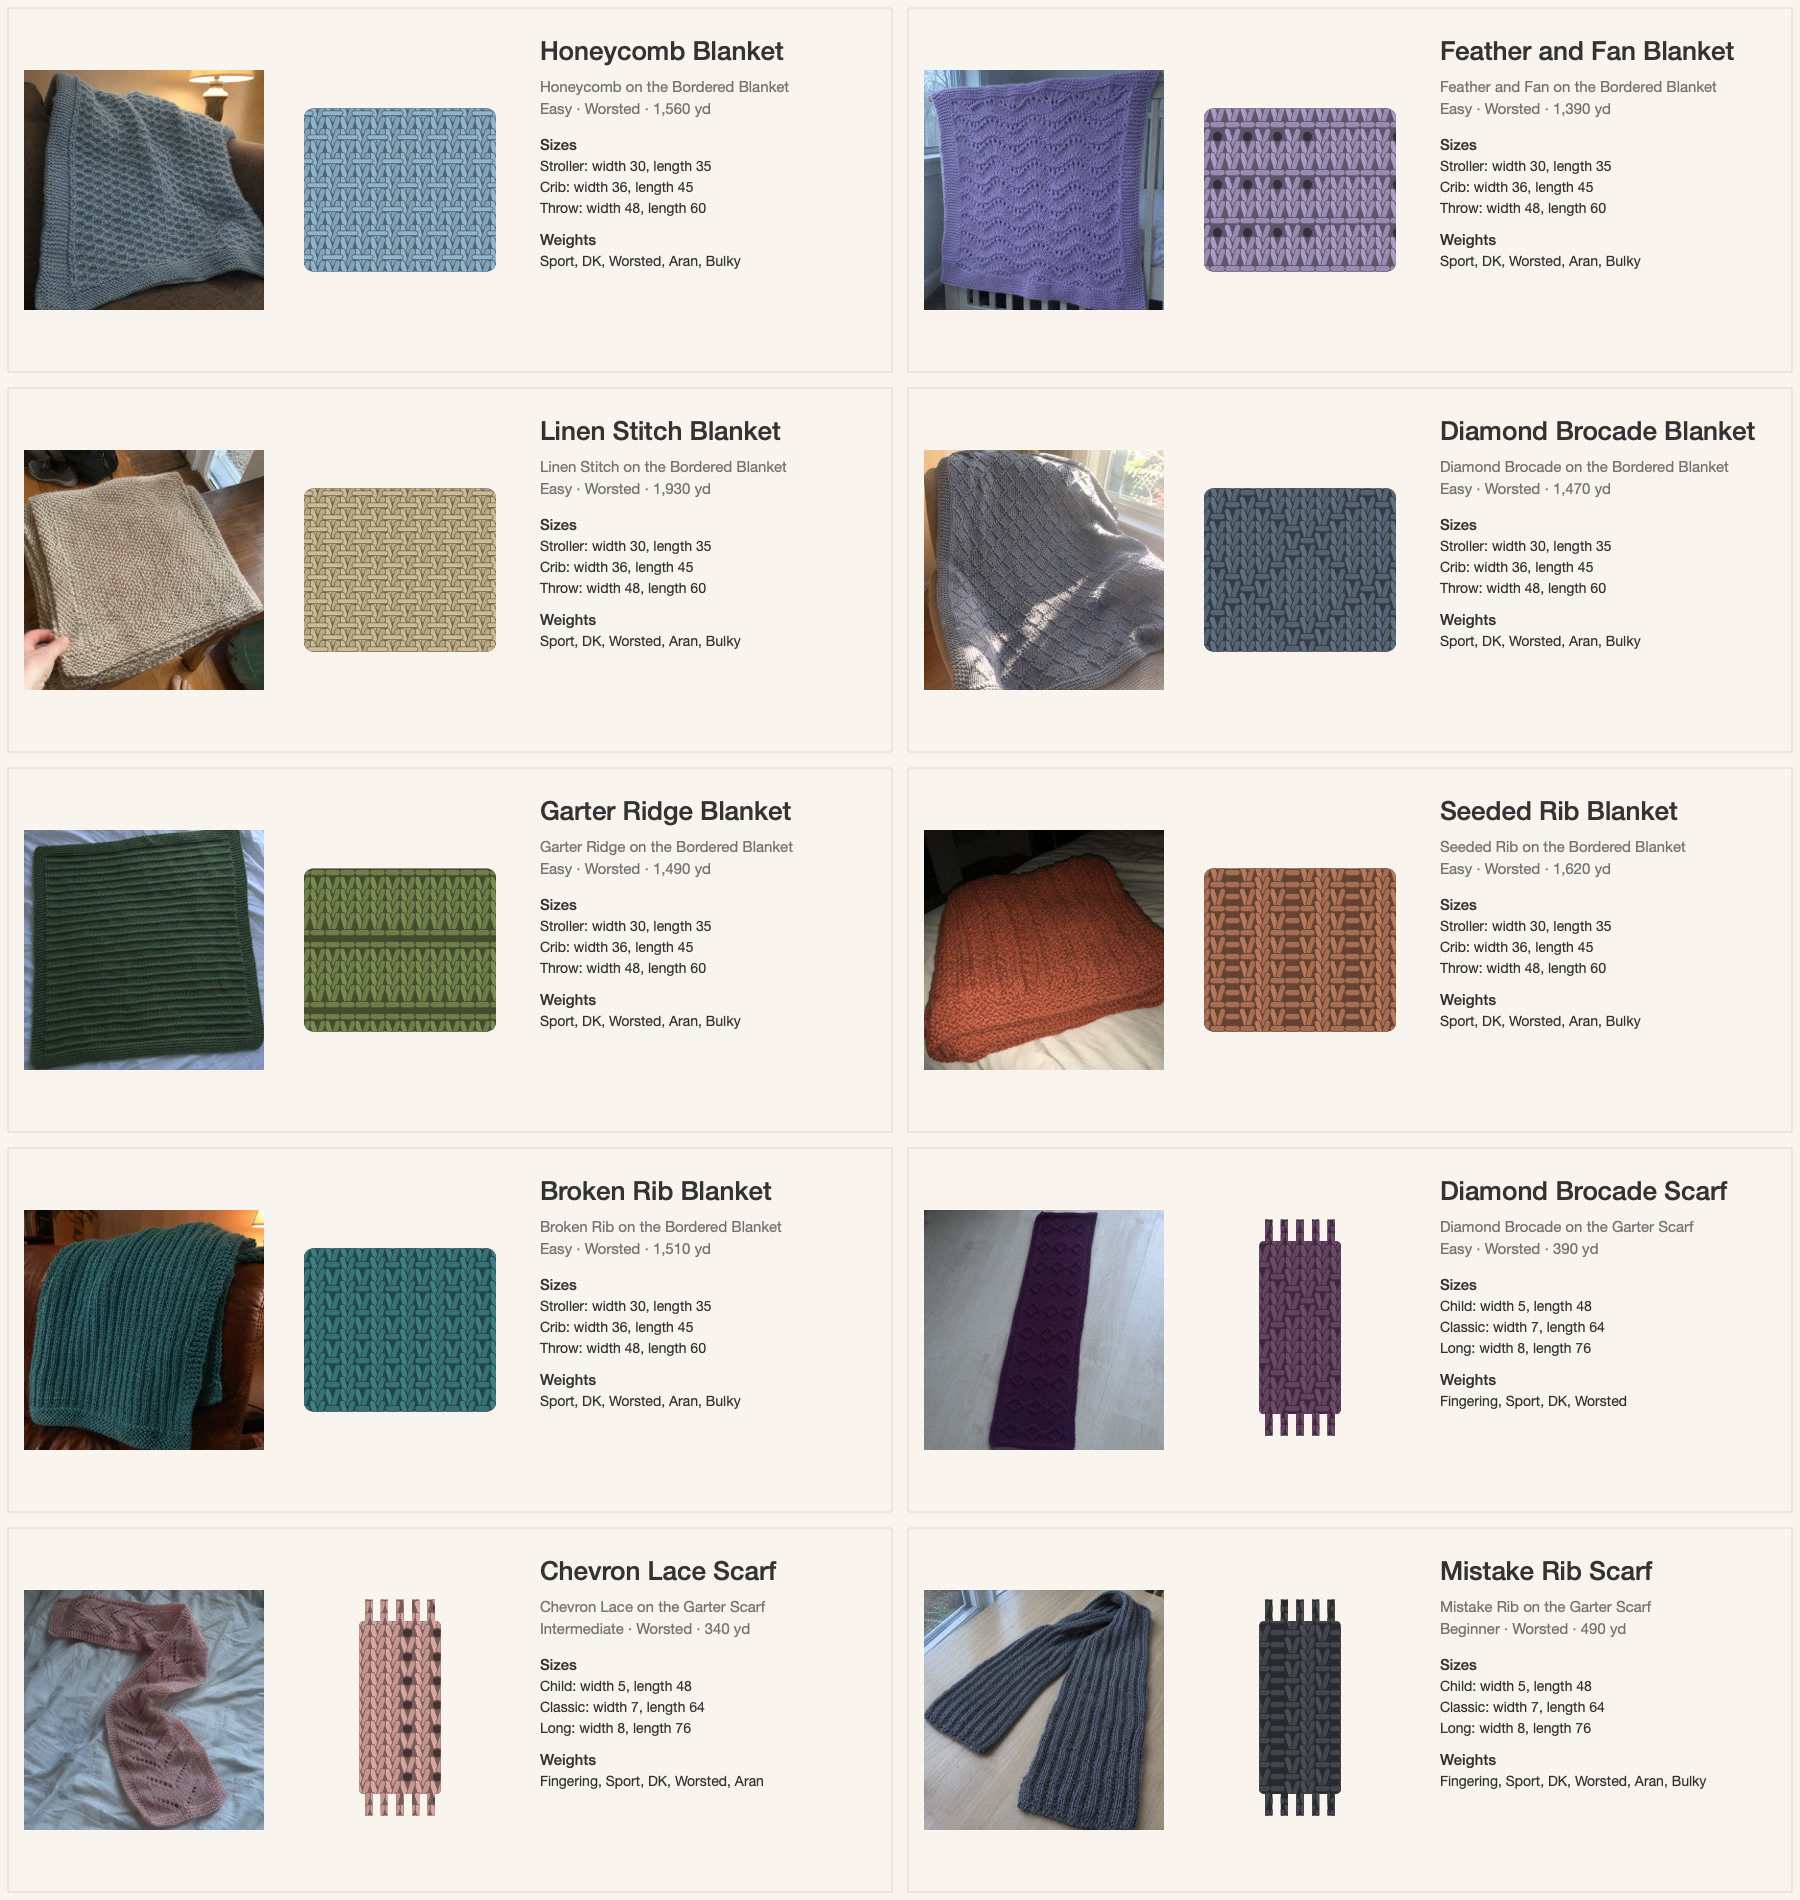 Honeycomb Blanket
Honeycomb on the Bordered Blanket
Easy · Worsted · 1,560 yd
Sizes
Stroller: width 30, length 35
Crib: width 36, length 45
Throw: width 48, length 60
Weights
Sport, DK, Worsted, Aran, Bulky
Feather and Fan Blanket
Feather and Fan on the Bordered Blanket
Easy · Worsted · 1,390 yd
Sizes
Stroller: width 30, length 35
Crib: width 36, length 45
Throw: width 48, length 60
Weights
Sport, DK, Worsted, Aran, Bulky
Linen Stitch Blanket
Linen Stitch on the Bordered Blanket
Easy · Worsted · 1,930 yd
Sizes
Stroller: width 30, length 35
Crib: width 36, length 45
Throw: width 48, length 60
Weights
Sport, DK, Worsted, Aran, Bulky
Diamond Brocade Blanket
Diamond Brocade on the Bordered Blanket
Easy · Worsted · 1,470 yd
Sizes
Stroller: width 30, length 35
Crib: width 36, length 45
Throw: width 48, length 60
Weights
Sport, DK, Worsted, Aran, Bulky
Garter Ridge Blanket
Garter Ridge on the Bordered Blanket
Easy · Worsted · 1,490 yd
Sizes
Stroller: width 30, length 35
Crib: width 36, length 45
Throw: width 48, length 60
Weights
Sport, DK, Worsted, Aran, Bulky
Seeded Rib Blanket
Seeded Rib on the Bordered Blanket
Easy · Worsted · 1,620 yd
Sizes
Stroller: width 30, length 35
Crib: width 36, length 45
Throw: width 48, length 60
Weights
Sport, DK, Worsted, Aran, Bulky
Broken Rib Blanket
Broken Rib on the Bordered Blanket
Easy · Worsted · 1,510 yd
Sizes
Stroller: width 30, length 35
Crib: width 36, length 45
Throw: width 48, length 60
Weights
Sport, DK, Worsted, Aran, Bulky
Diamond Brocade Scarf
Diamond Brocade on the Garter Scarf
Easy · Worsted · 390 yd
Sizes
Child: width 5, length 48
Classic: width 7, length 64
Long: width 8, length 76
Weights
Fingering, Sport, DK, Worsted
Chevron Lace Scarf
Chevron Lace on the Garter Scarf
Intermediate · Worsted · 340 yd
Sizes
Child: width 5, length 48
Classic: width 7, length 64
Long: width 8, length 76
Weights
Fingering, Sport, DK, Worsted, Aran
Mistake Rib Scarf
Mistake Rib on the Garter Scarf
Beginner · Worsted · 490 yd
Sizes
Child: width 5, length 48
Classic: width 7, length 64
Long: width 8, length 76
Weights
Fingering, Sport, DK, Worsted, Aran, Bulky